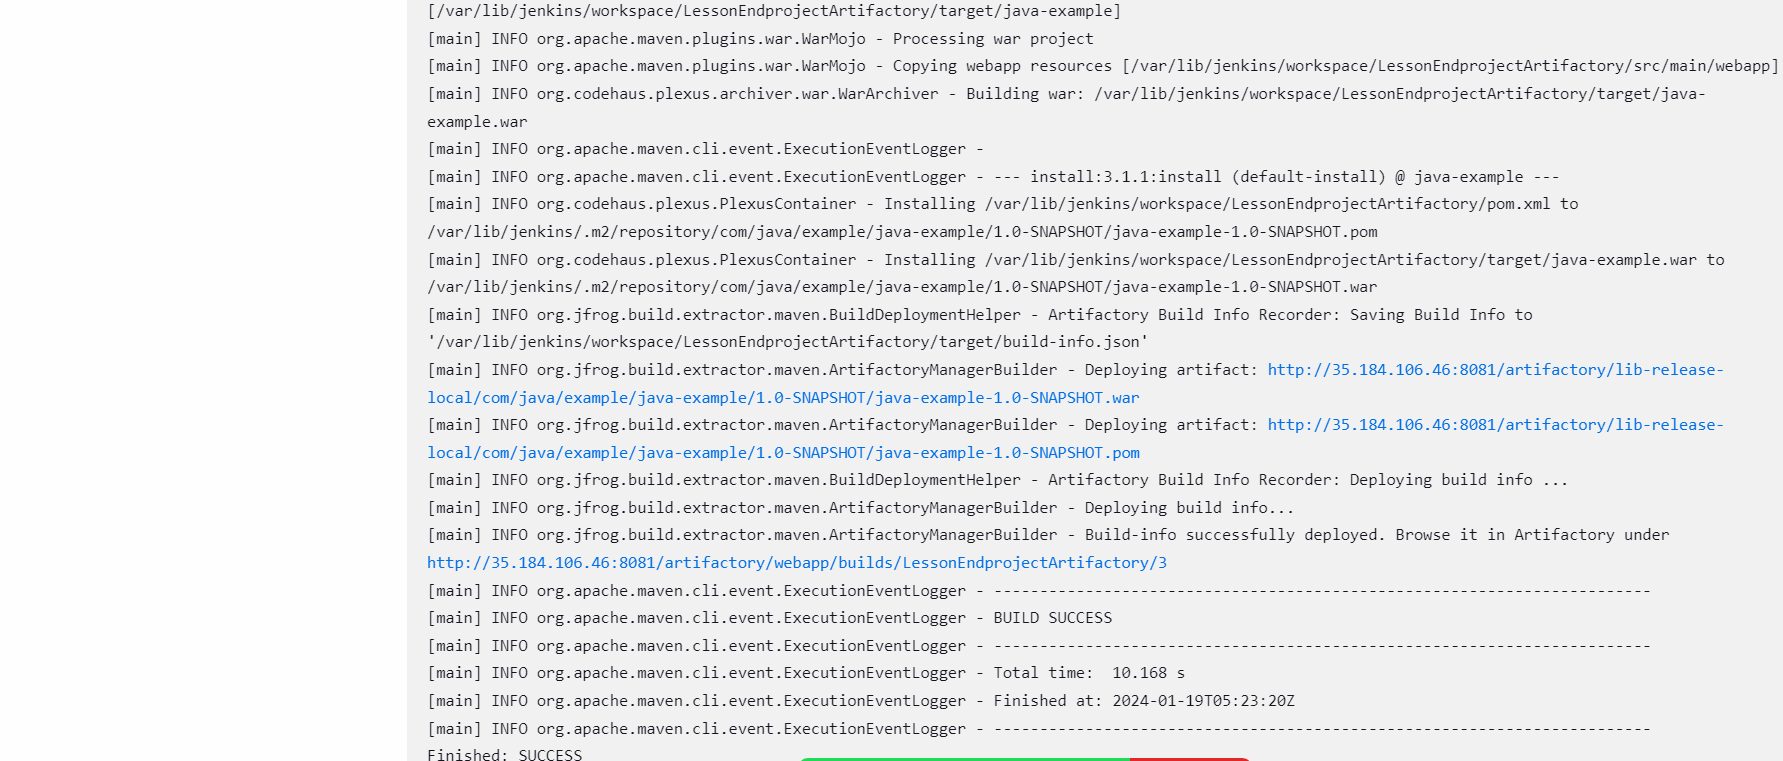 [/var/lib/jenkins/workspace/LessonEndprojectArtifactory/target/java-example]
[main] INFO org.apache.maven.plugins.war.WarMojo - Processing war project
[main] INFO org.apache.maven.plugins.war.WarMojo - Copying webapp resources [/var/lib/jenkins/workspace/LessonEndprojectArtifactory/src/main/webapp]
[main] INFO org.codehaus.plexus.archiver.war.WarArchiver - Building war: /var/lib/jenkins/workspace/LessonEndprojectArtifactory/target/java-
example.war
[main] INFO org.apache.maven.cli.event.ExecutionEventLogger -
[main] INFO org.apache.maven.cli.event.ExecutionEventLogger - --- install:3.1.1:install (default-install) @ java-example ---
[main] INFO org.codehaus.plexus.PlexusContainer - Installing /var/lib/jenkins/workspace/LessonEndprojectArtifactory/pom.xml to
/var/lib/jenkins/.m2/repository/com/java/example/java-example/1.0-SNAPSHOT/java-example-1.0-SNAPSHOT.pom
[main] INFO org.codehaus.plexus.PlexusContainer - Installing /var/lib/jenkins/workspace/LessonEndprojectArtifactory/target/java-example.war to
/var/lib/jenkins/.m2/repository/com/java/example/java-example/1.0-SNAPSHOT/java-example-1.0-SNAPSHOT.war
[main] INFO org.jfrog.build.extractor.maven.BuildDeploymentHelper - Artifactory Build Info Recorder: Saving Build Info to
'/var/lib/jenkins/workspace/LessonEndprojectArtifactory/target/build-info.json'
[main] INFO org.jfrog.build.extractor.maven.ArtifactoryManagerBuilder - Deploying artifact: http://35.184.106.46:8081/artifactory/lib-release-
local/com/java/example/java-example/1.0-SNAPSHOT/java-example-1.0-SNAPSHOT.war
[main] INFO org.jfrog.build.extractor.maven.ArtifactoryManagerBuilder - Deploying artifact: http://35.184.106.46:8081/artifactory/lib-release-
local/com/java/example/java-example/1.0-SNAPSHOT/java-example-1.0-SNAPSHOT.pom
[main] INFO org.jfrog.build.extractor.maven.BuildDeploymentHelper - Artifactory Build Info Recorder: Deploying build info ...
[main] INFO org.jfrog.build.extractor.maven.ArtifactoryManagerBuilder - Deploying build info...
[main] INFO org.jfrog.build.extractor.maven.ArtifactoryManagerBuilder - Build-info successfully deployed. Browse it in Artifactory under
http://35.184.106.46:8081/artifactory/webapp/builds/LessonEndprojectArtifactory/3
[main] INFO org.apache.maven.cli.event.ExecutionEventLogger - ------------------------------------------------------------------------
[main] INFO org.apache.maven.cli.event.ExecutionEventLogger - BUILD SUCCESS
[main] INFO org.apache.maven.cli.event.ExecutionEventLogger - ------------------------------------------------------------------------
[main] INFO org.apache.maven.cli.event.ExecutionEventLogger - Total time:  10.168 s
[main] INFO org.apache.maven.cli.event.ExecutionEventLogger - Finished at: 2024-01-19T05:23:20Z
[main] INFO org.apache.maven.cli.event.ExecutionEventLogger - ------------------------------------------------------------------------
Finished: SUCCESS